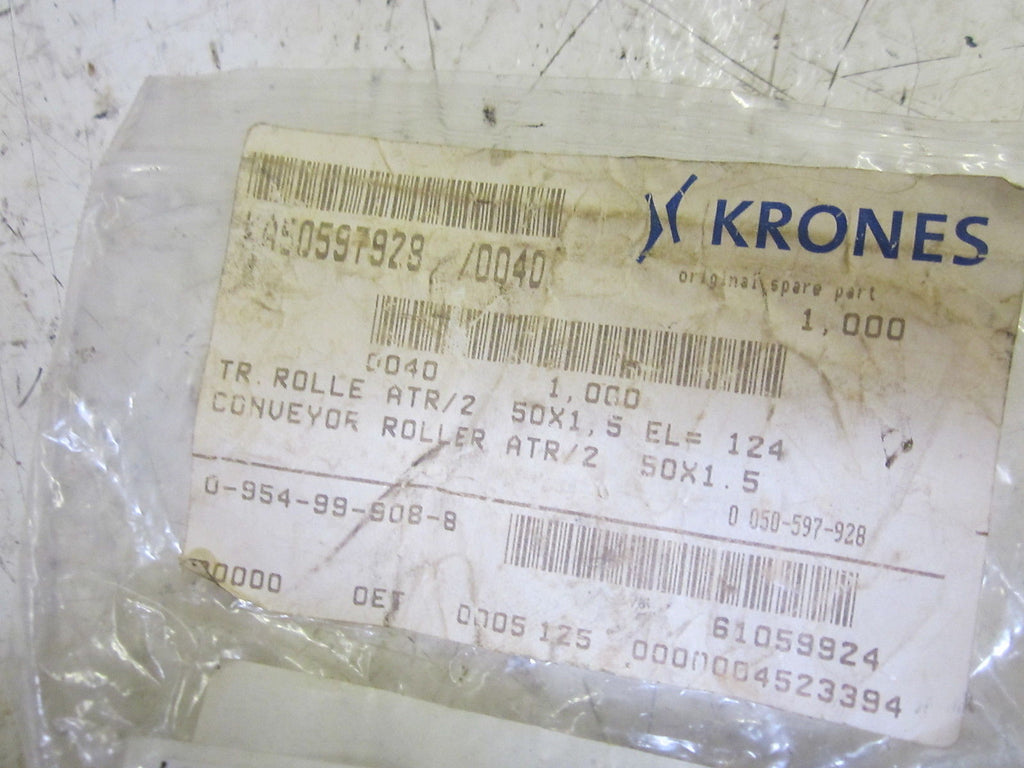 KRONES
original spare part
0597928 /0040
1,000
0040 1,000
TR. ROLLE ATR/2 50X1,5 EL= 124
CONVEYOR ROLLER ATR/2 50X1.5
0 050-597-928
0-954-99-908-8
61059924
0000 OET 0005 125 0000004523394